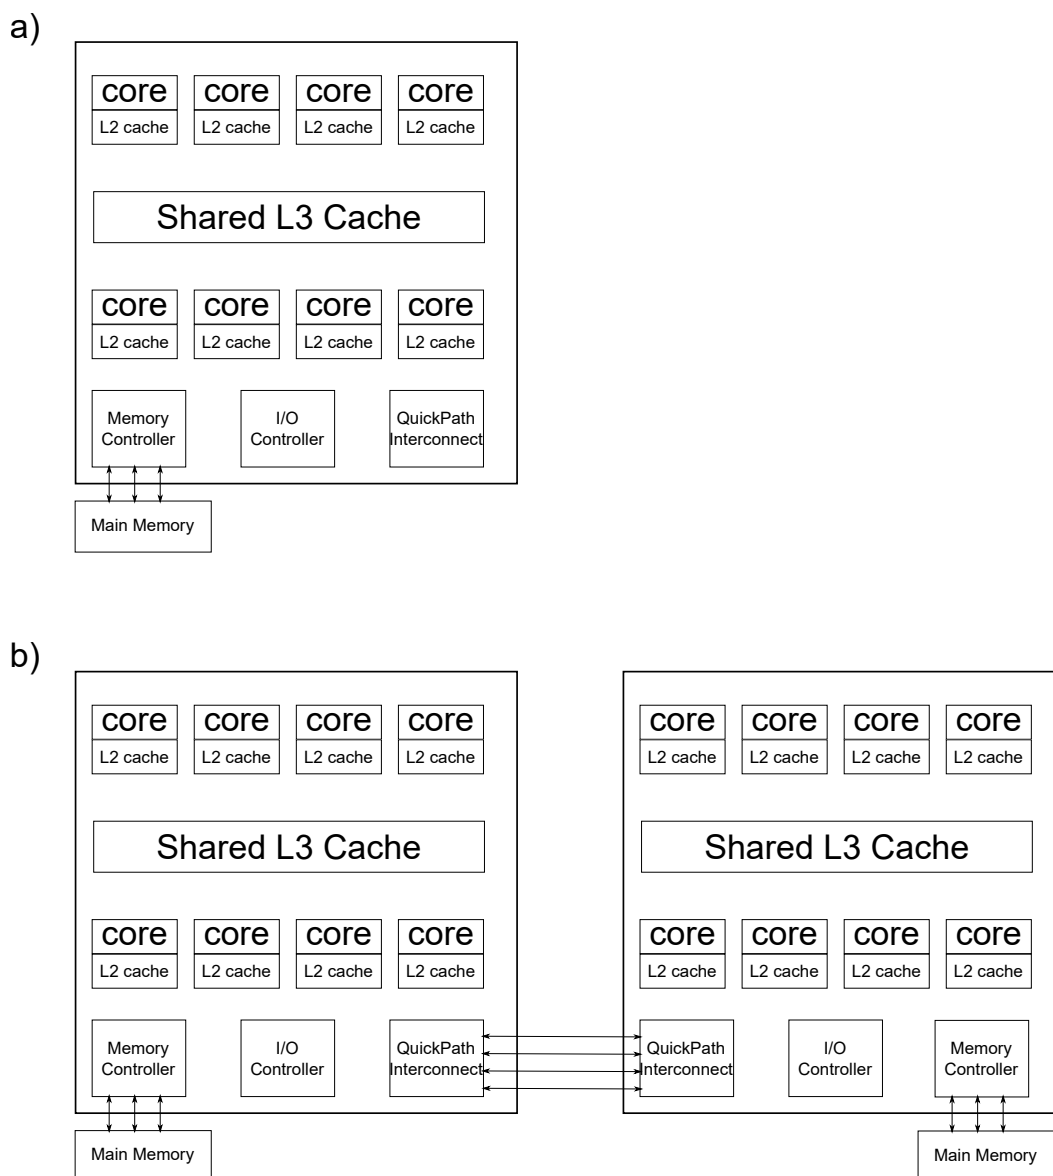 a)
core core core core
L2 cache L2 cache L2 cache L2 cache
Shared L3 Cache
core core core core
L2 cache L2 cache L2 cache L2 cache
Memory Controller
I/O Controller
QuickPath Interconnect
Main Memory
b)
core core core core
L2 cache L2 cache L2 cache L2 cache
Shared L3 Cache
core core core core
L2 cache L2 cache L2 cache L2 cache
Memory Controller
I/O Controller
QuickPath Interconnect
Main Memory
core core core core
L2 cache L2 cache L2 cache L2 cache
Shared L3 Cache
core core core core
L2 cache L2 cache L2 cache L2 cache
QuickPath Interconnect
I/O Controller
Memory Controller
Main Memory